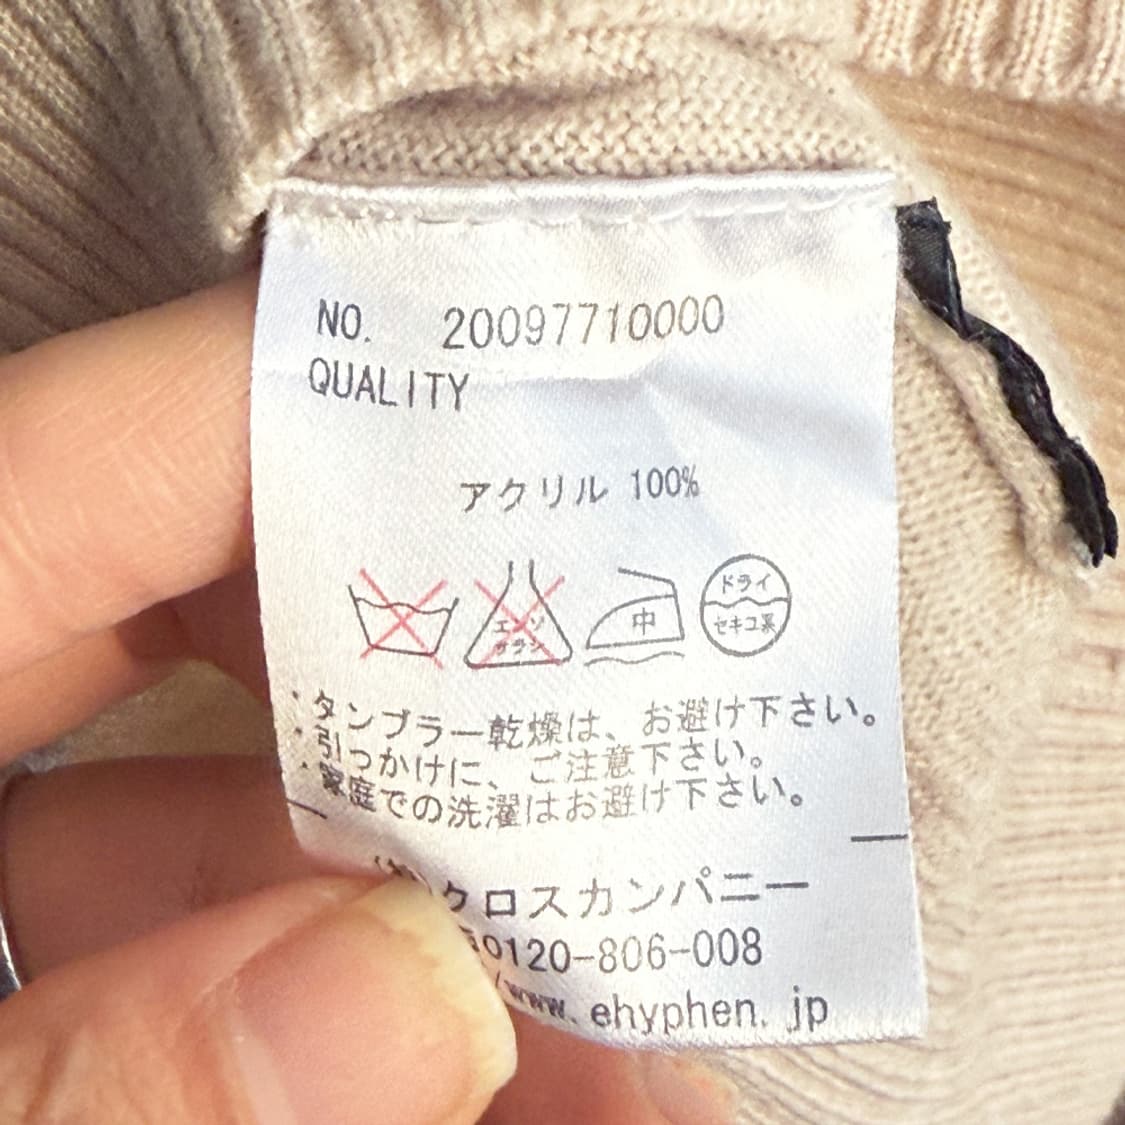 NO. 20097710000
QUALITY
アクリル 100%
エンソ
サラシ
中
ドライ
セキユ系
・タンブラー乾燥は、お避け下さい。
・引っかけに、ご注意下さい。
・家庭での洗濯はお避け下さい。
クロスカンパニー
0120-806-008
www.ehyphen.jp